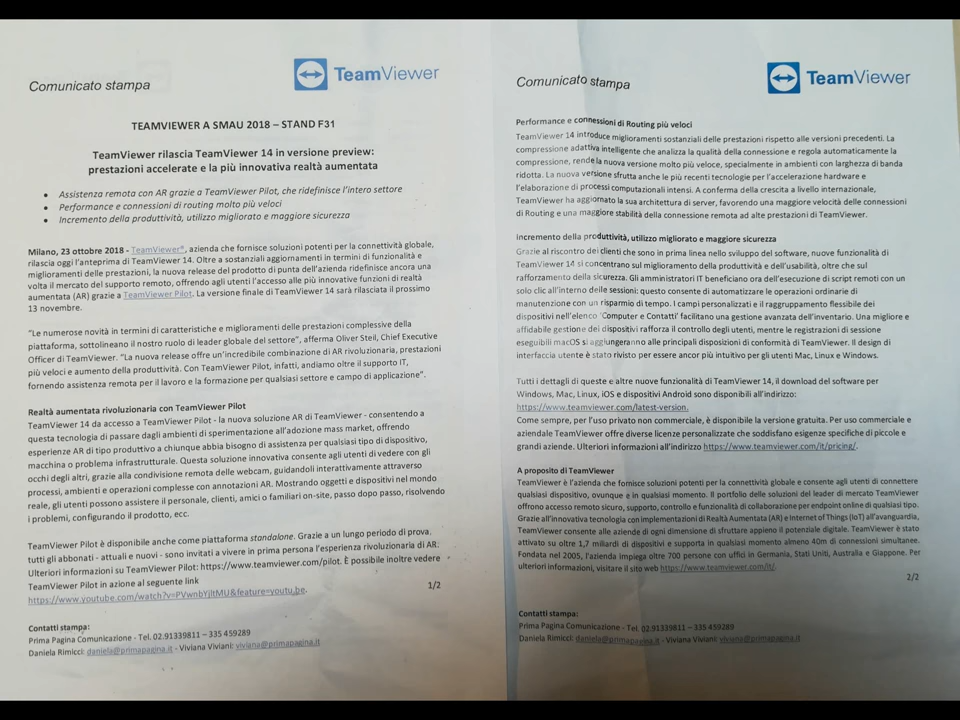 Comunicato stampa
TeamViewer
TEAMVIEWER A SMAU 2018 – STAND F31
TeamViewer rilascia TeamViewer 14 in versione preview:
prestazioni accelerate e la più innovativa realtà aumentata
• Assistenza remota con AR grazie a TeamViewer Pilot, che ridefinisce l'intero settore
• Performance e connessioni di routing molto più veloci
• Incremento della produttività, utilizzo migliorato e maggiore sicurezza
Milano, 23 ottobre 2018 - TeamViewer®, azienda che fornisce soluzioni potenti per la connettività globale,
rilascia oggi l'anteprima di TeamViewer 14. Oltre a sostanziali aggiornamenti in termini di funzionalità e
miglioramenti delle prestazioni, la nuova release del prodotto di punta dell'azienda ridefinisce ancora una
volta il mercato del supporto remoto, offrendo agli utenti l'accesso alle più innovative funzioni di realtà
aumentata (AR) grazie a TeamViewer Pilot. La versione finale di TeamViewer 14 sarà rilasciata il prossimo
13 novembre.
"Le numerose novità in termini di caratteristiche e miglioramenti delle prestazioni complessive della
piattaforma, sottolineano il nostro ruolo di leader globale del settore", afferma Oliver Steil, Chief Executive
Officer di TeamViewer. "La nuova release offre un'incredibile combinazione di AR rivoluzionaria, prestazioni
più veloci e aumento della produttività. Con TeamViewer Pilot, infatti, andiamo oltre il supporto IT,
fornendo assistenza remota per il lavoro e la formazione per qualsiasi settore e campo di applicazione".
Realtà aumentata rivoluzionaria con TeamViewer Pilot
TeamViewer 14 da accesso a TeamViewer Pilot - la nuova soluzione AR di TeamViewer - consentendo a
questa tecnologia di passare dagli ambienti di sperimentazione all'adozione mass market, offrendo
esperienze AR di tipo produttivo a chiunque abbia bisogno di assistenza per qualsiasi tipo di dispositivo,
macchina o problema infrastrutturale. Questa soluzione innovativa consente agli utenti di vedere con gli
occhi degli altri, grazie alla condivisione remota delle webcam, guidandoli interattivamente attraverso
processi, ambienti e operazioni complesse con annotazioni AR. Mostrando oggetti e dispositivi nel mondo
reale, gli utenti possono assistere il personale, clienti, amici o familiari on-site, passo dopo passo, risolvendo
i problemi, configurando il prodotto, ecc.
TeamViewer Pilot è disponibile anche come piattaforma standalone. Grazie a un lungo periodo di prova,
tutti gli abbonati - attuali e nuovi - sono invitati a vivere in prima persona l'esperienza rivoluzionaria di AR.
Ulteriori informazioni su TeamViewer Pilot: https://www.teamviewer.com/pilot. È possibile inoltre vedere
TeamViewer Pilot in azione al seguente link
https://www.youtube.com/watch?v=PVwnbYjltMU&feature=youtu.be.
1/2
Contatti stampa:
Prima Pagina Comunicazione - Tel. 02.91339811 – 335 459289
Daniela Rimicci: daniela@primapagina.it - Viviana Viviani: viviana@primapagina.it
Comunicato stampa
TeamViewer
Performance e connessioni di Routing più veloci
TeamViewer 14 introduce miglioramenti sostanziali delle prestazioni rispetto alle versioni precedenti. La
compressione adattiva intelligente che analizza la qualità della connessione e regola automaticamente la
compressione, rende la nuova versione molto più veloce, specialmente in ambienti con larghezza di banda
ridotta. La nuova versione sfrutta anche le più recenti tecnologie per l'accelerazione hardware e
l'elaborazione di processi computazionali intensi. A conferma della crescita a livello internazionale,
TeamViewer ha aggiornato la sua architettura di server, favorendo una maggiore velocità delle connessioni
di Routing e una maggiore stabilità della connessione remota ad alte prestazioni di TeamViewer.
Incremento della produttività, utilizzo migliorato e maggiore sicurezza
Grazie al riscontro dei clienti che sono in prima linea nello sviluppo del software, nuove funzionalità di
TeamViewer 14 si concentrano sul miglioramento della produttività e dell'usabilità, oltre che sul
rafforzamento della sicurezza. Gli amministratori IT beneficiano ora dell'esecuzione di script remoti con un
solo clic all'interno delle sessioni: questo consente di automatizzare le operazioni ordinarie di
manutenzione con un risparmio di tempo. I campi personalizzati e il raggruppamento flessibile dei
dispositivi nell'elenco 'Computer e Contatti' facilitano una gestione avanzata dell'inventario. Una migliore e
affidabile gestione dei dispositivi rafforza il controllo degli utenti, mentre le registrazioni di sessione
eseguibili macOS si aggiungeranno alle principali disposizioni di conformità di TeamViewer. Il design di
interfaccia utente è stato rivisto per essere ancor più intuitivo per gli utenti Mac, Linux e Windows.
Tutti i dettagli di queste e altre nuove funzionalità di TeamViewer 14, il download del software per
Windows, Mac, Linux, iOS e dispositivi Android sono disponibili all'indirizzo:
https://www.teamviewer.com/latest-version.
Come sempre, per l'uso privato non commerciale, è disponibile la versione gratuita. Per uso commerciale e
aziendale TeamViewer offre diverse licenze personalizzate che soddisfano esigenze specifiche di piccole e
grandi aziende. Ulteriori informazioni all'indirizzo https://www.teamviewer.com/it/pricing/.
A proposito di TeamViewer
TeamViewer è l'azienda che fornisce soluzioni potenti per la connettività globale e consente agli utenti di connettere
qualsiasi dispositivo, ovunque e in qualsiasi momento. Il portfolio delle soluzioni del leader di mercato TeamViewer
offrono accesso remoto sicuro, supporto, controllo e funzionalità di collaborazione per endpoint online di qualsiasi tipo.
Grazie all'innovativa tecnologia con implementazioni di Realtà Aumentata (AR) e Internet of Things (IoT) all'avanguardia,
TeamViewer consente alle aziende di ogni dimensione di sfruttare appieno il potenziale digitale. TeamViewer è stato
attivato su oltre 1,7 miliardi di dispositivi e supporta in qualsiasi momento almeno 40m di connessioni simultanee.
Fondata nel 2005, l'azienda impiega oltre 700 persone con uffici in Germania, Stati Uniti, Australia e Giappone. Per
ulteriori informazioni, visitare il sito web https://www.teamviewer.com/it/.
2/2
Contatti stampa:
Prima Pagina Comunicazione - Tel. 02.91339811 – 335 459289
Daniela Rimicci: daniela@primapagina.it - Viviana Viviani: viviana@primapagina.it